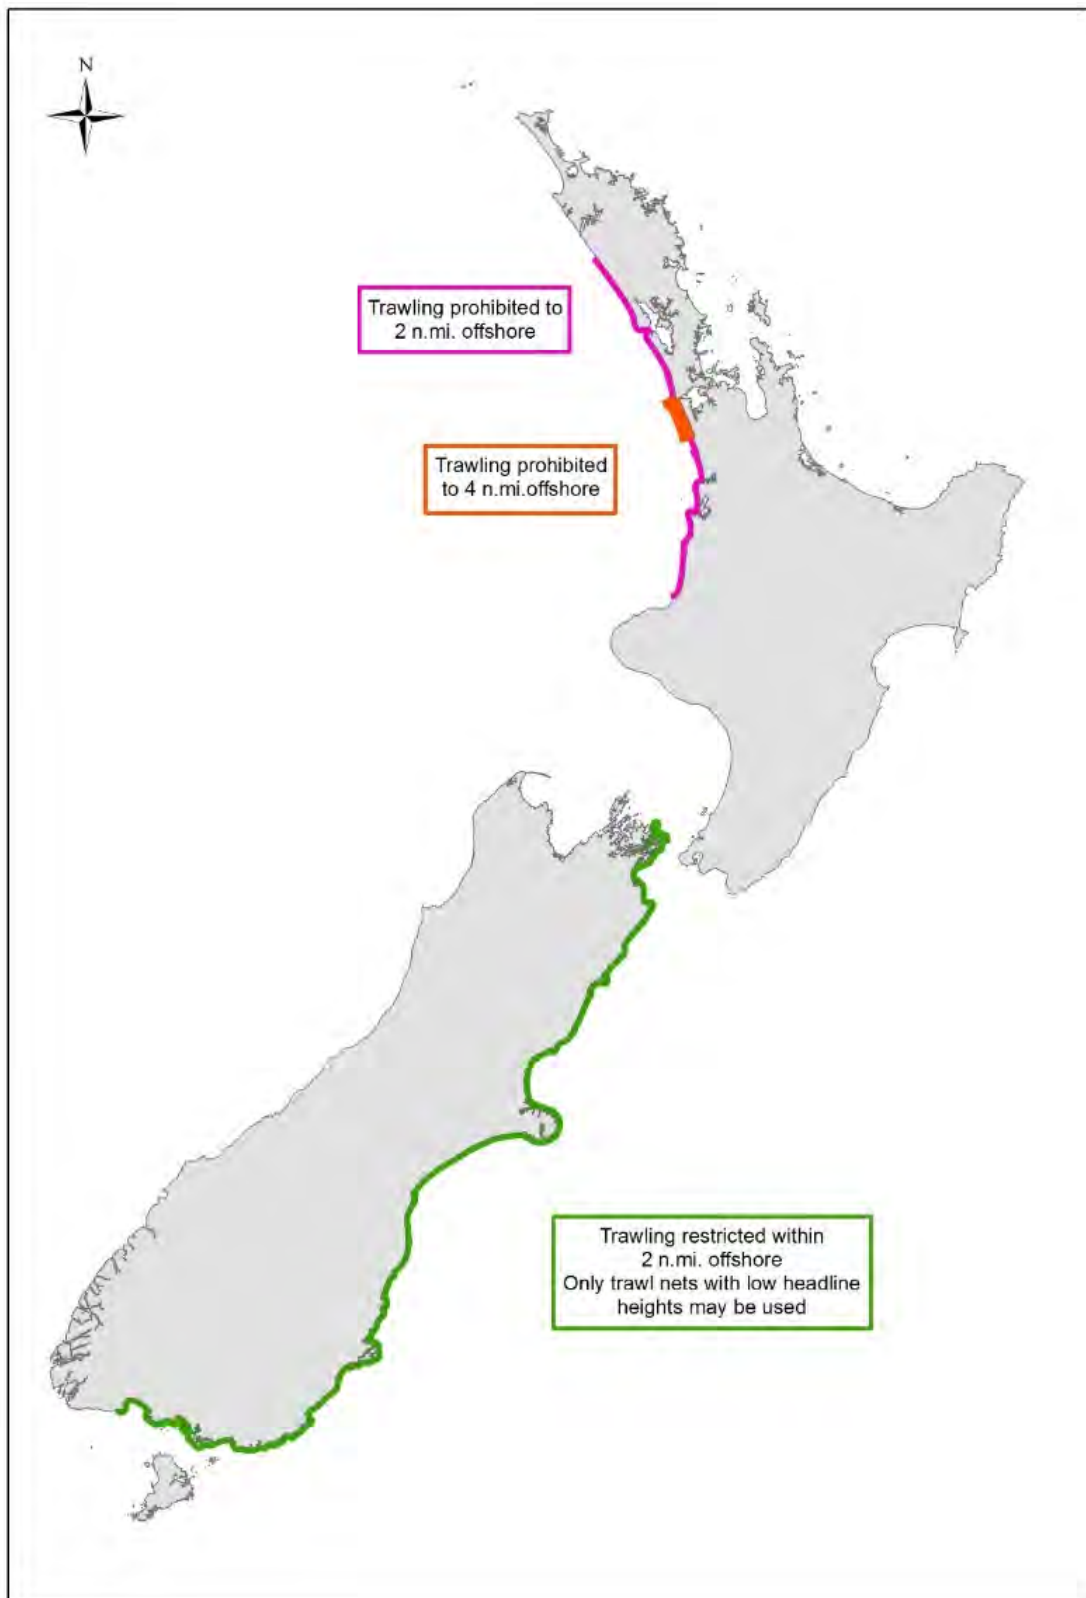 N
Trawling prohibited to
2 n.mi. offshore
Trawling prohibited
to 4 n.mi.offshore
Trawling restricted within
2 n.mi. offshore
Only trawl nets with low headline
heights may be used